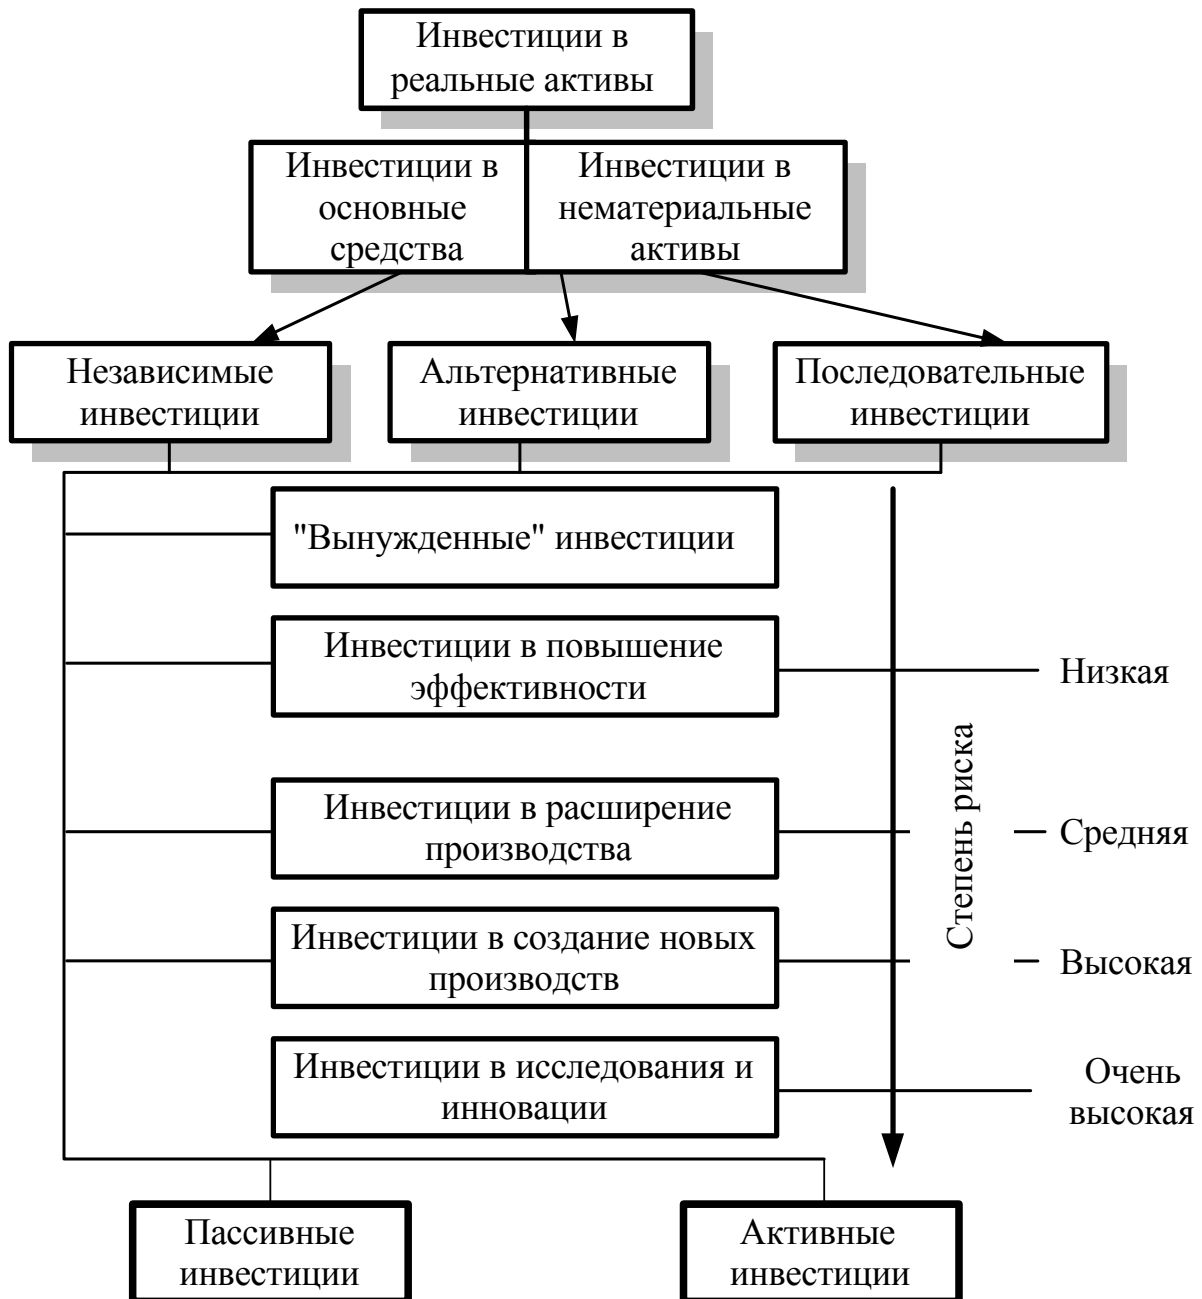 Инвестиции в
реальные активы
Инвестиции в
основные
средства
Инвестиции в
нематериальные
активы
Независимые
инвестиции
Альтернативные
инвестиции
Последовательные
инвестиции
"Вынужденные" инвестиции
Инвестиции в повышение
эффективности
Низкая
Степень риска
Инвестиции в расширение
производства
Средняя
Инвестиции в создание новых
производств
Высокая
Инвестиции в исследования и
инновации
Очень
высокая
Пассивные
инвестиции
Активные
инвестиции